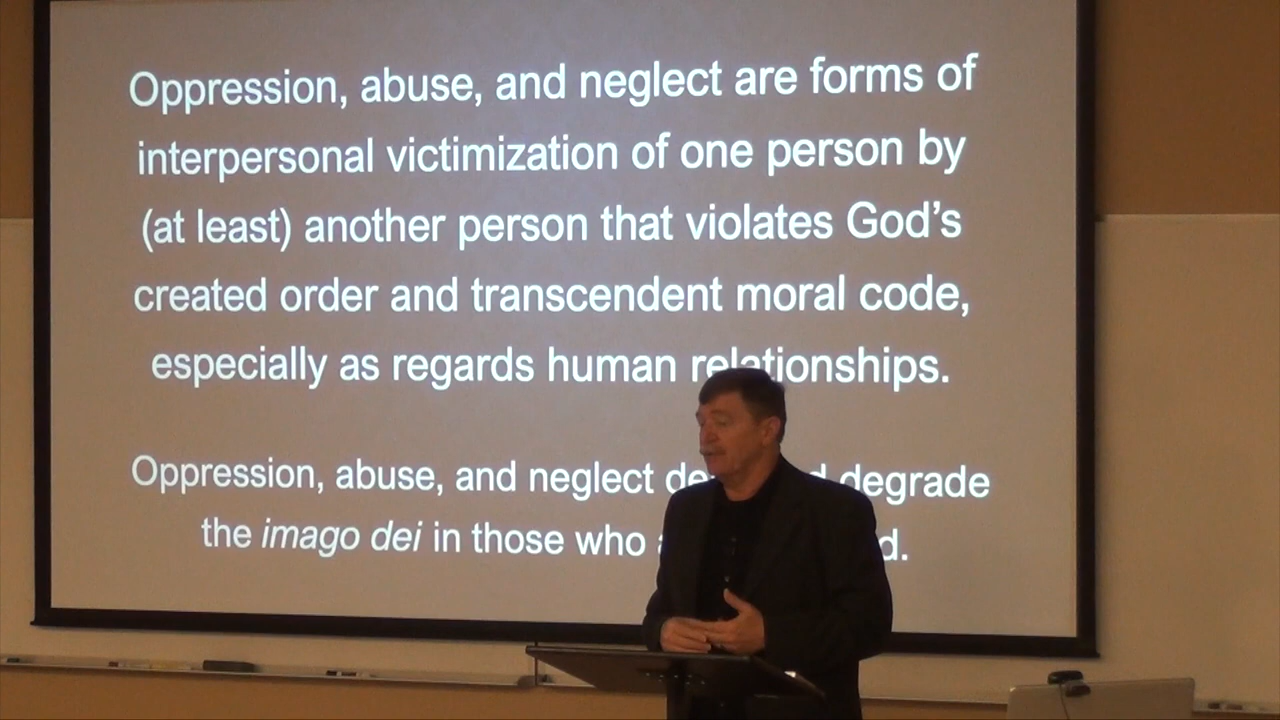 Oppression, abuse, and neglect are forms of
interpersonal victimization of one person by
(at least) another person that violates God's
created order and transcendent moral code,
especially as regards human relationships.
Oppression, abuse, and neglect degrade
the imago dei in those who